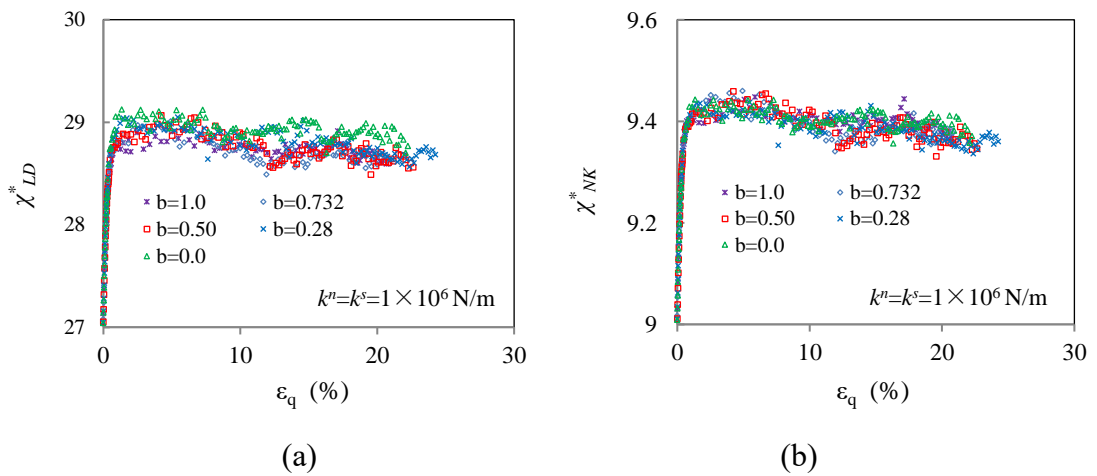 30
29
28
27
χ*LD
b=1.0 b=0.732
b=0.50 b=0.28
b=0.0
kⁿ=kˢ=1×10⁶ N/m
0 10 20 30
εq (%)
(a)
9.6
9.4
9.2
9
χ*NK
b=1.0 b=0.732
b=0.50 b=0.28
b=0.0
kⁿ=kˢ=1×10⁶ N/m
0 10 20 30
εq (%)
(b)